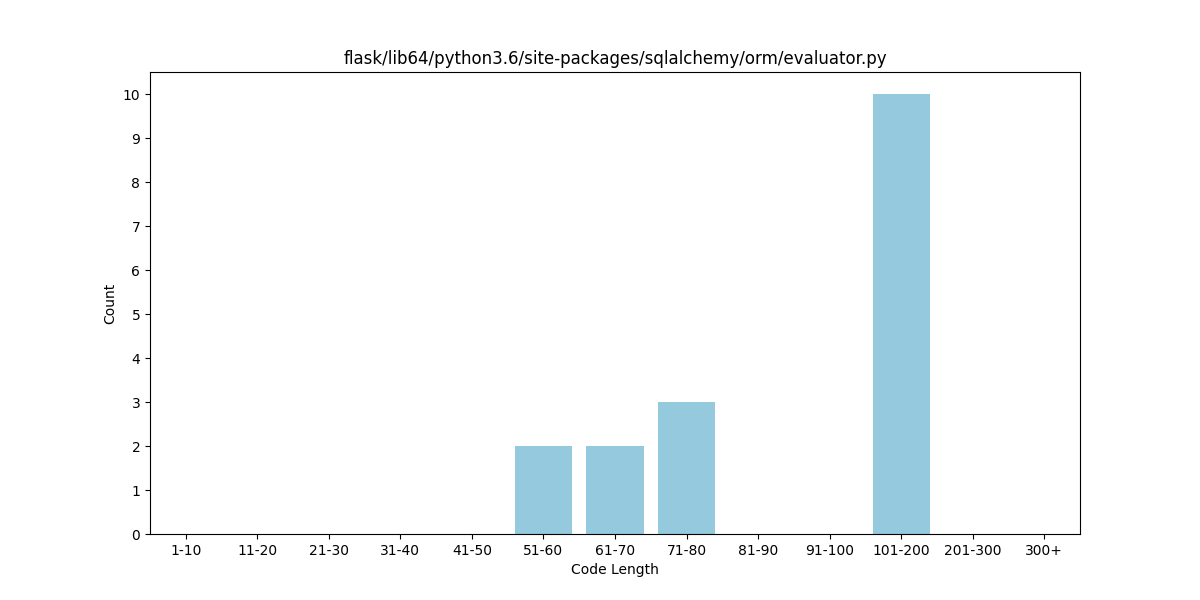 flask/lib64/python3.6/site-packages/sqlalchemy/orm/evaluator.py
10
9
8
7
6
5
4
3
2
1
0
Count
1-10 11-20 21-30 31-40 41-50 51-60 61-70 71-80 81-90 91-100 101-200 201-300 300+
Code Length